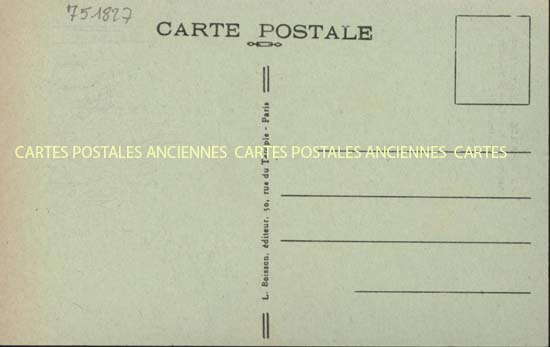 751827
CARTE POSTALE
CARTES POSTALES ANCIENNES CARTES POSTALES ANCIENNES CARTES
L. Boisson, éditeur, 50, rue du Temple - Paris